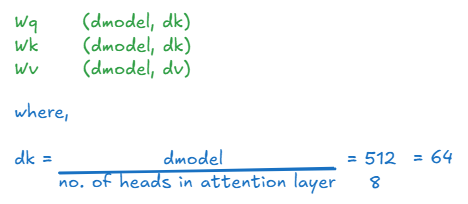 Wq (dmodel, dk)
Wk (dmodel, dk)
Wv (dmodel, dv)
where,
dk = dmodel = 512 = 64
no. of heads in attention layer 8